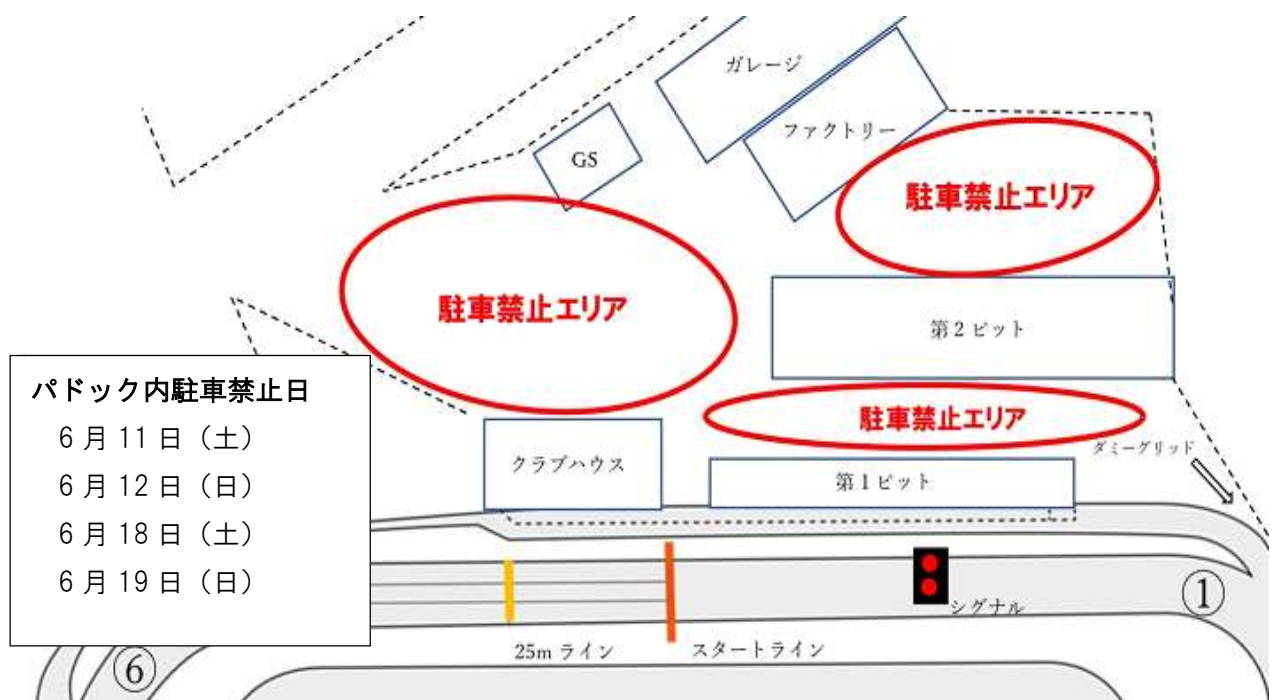 ガレージ
ファクトリー
GS
駐車禁止エリア
駐車禁止エリア
第2ピット
パドック内駐車禁止日
6月11日（土）
6月12日（日）
6月18日（土）
6月19日（日）
駐車禁止エリア
クラブハウス
第1ピット
ダミーグリッド
シグナル
①
25mライン
スタートライン
⑥